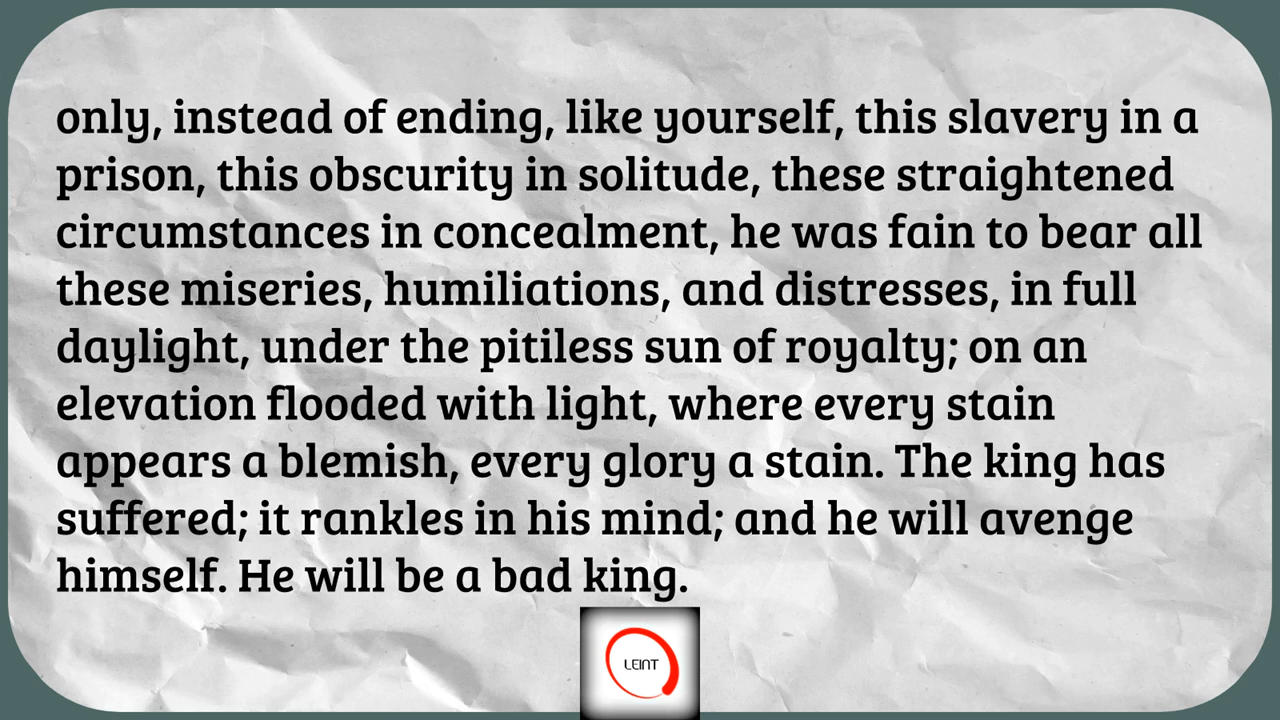 only, instead of ending, like yourself, this slavery in a
prison, this obscurity in solitude, these straightened
circumstances in concealment, he was fain to bear all
these miseries, humiliations, and distresses, in full
daylight, under the pitiless sun of royalty; on an
elevation flooded with light, where every stain
appears a blemish, every glory a stain. The king has
suffered; it rankles in his mind; and he will avenge
himself. He will be a bad king.
LEINT